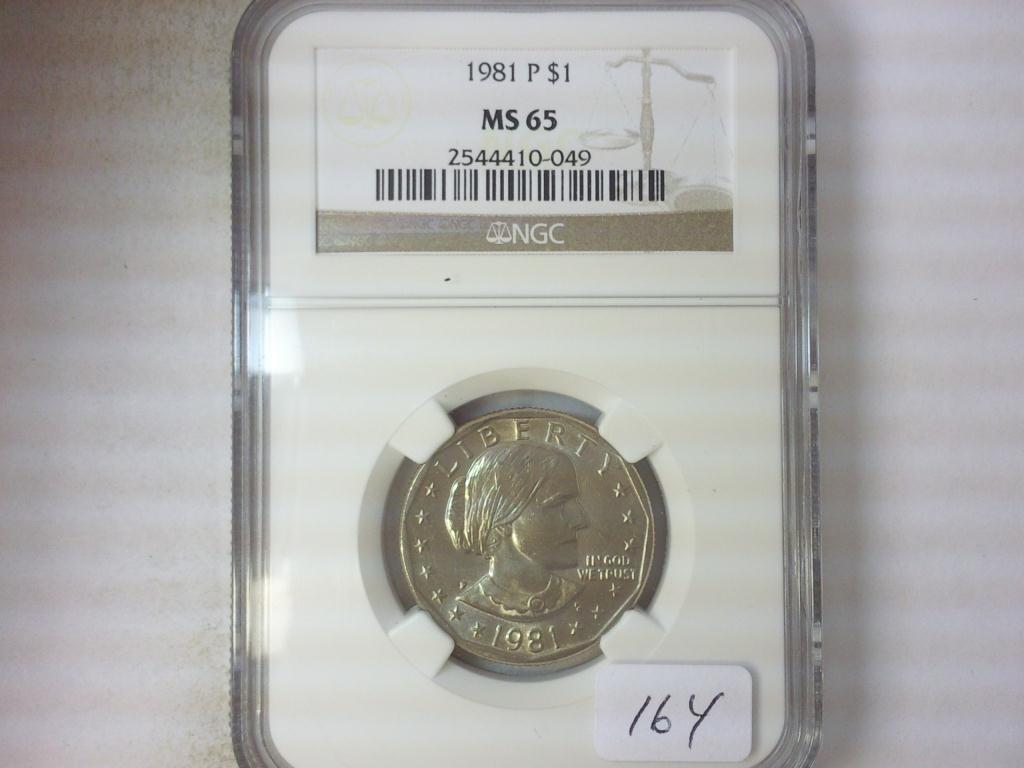 1981 P $1
MS 65
2544410-049
NGC
LIBERTY
IN GOD
WE TRUST
P
1981
164